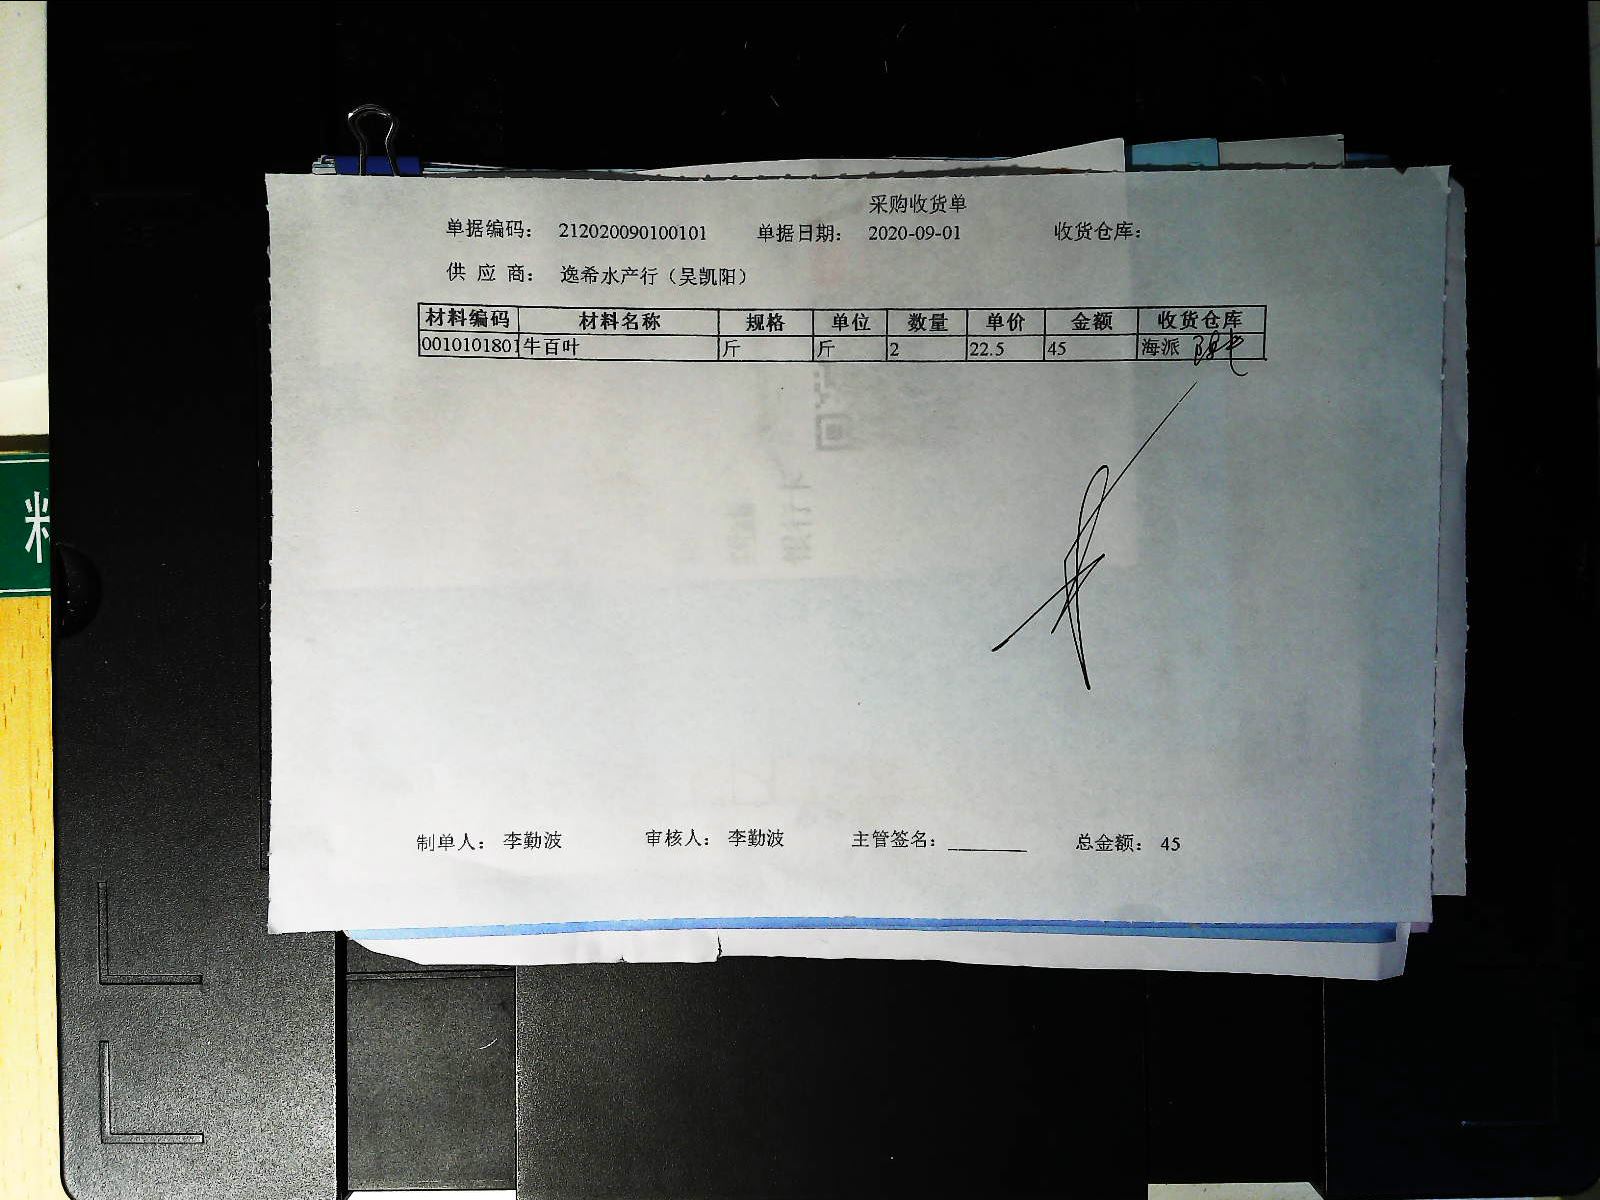 采购收货单
单据编码： 212020090100101 单据日期： 2020-09-01 收货仓库：
供 应 商： 逸希水产行（吴凯阳）
材料编码 材料名称 规格 单位 数量 单价 金额 收货仓库
0010101801 牛百叶 斤 斤 2 22.5 45 海派
制单人： 李勤波 审核人： 李勤波 主管签名：________ 总金额： 45